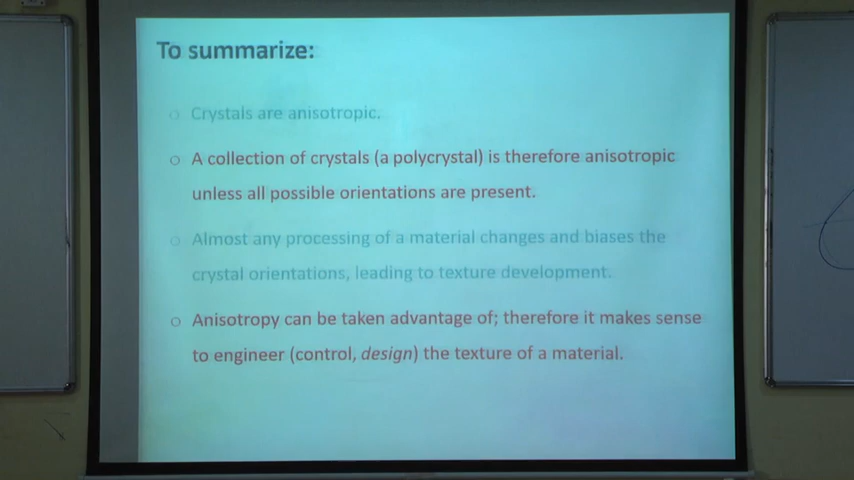 To summarize:
○ Crystals are anisotropic.
○ A collection of crystals (a polycrystal) is therefore anisotropic
unless all possible orientations are present.
○ Almost any processing of a material changes and biases the
crystal orientations, leading to texture development.
○ Anisotropy can be taken advantage of; therefore it makes sense
to engineer (control, design) the texture of a material.